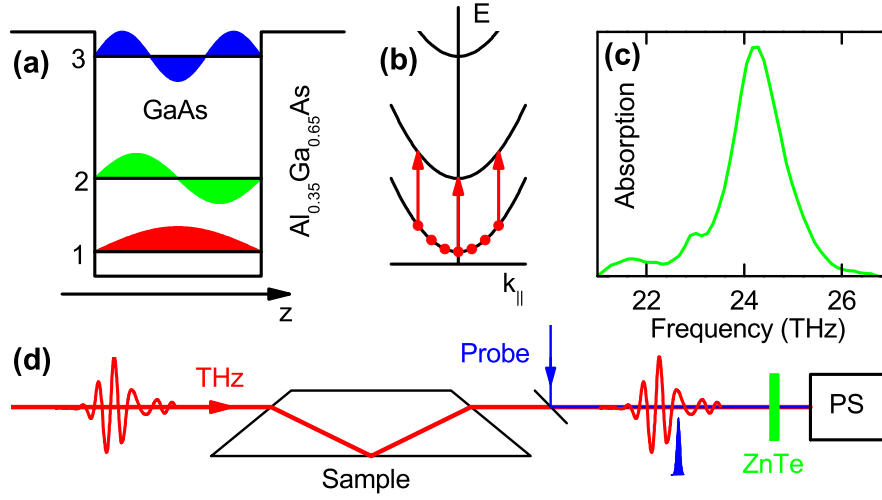 (a)
3
2
1
GaAs
Al0.35Ga0.65As
z
(b)
E
k||
(c)
Absorption
22 24 26
Frequency (THz)
(d)
THz
Sample
Probe
ZnTe
PS